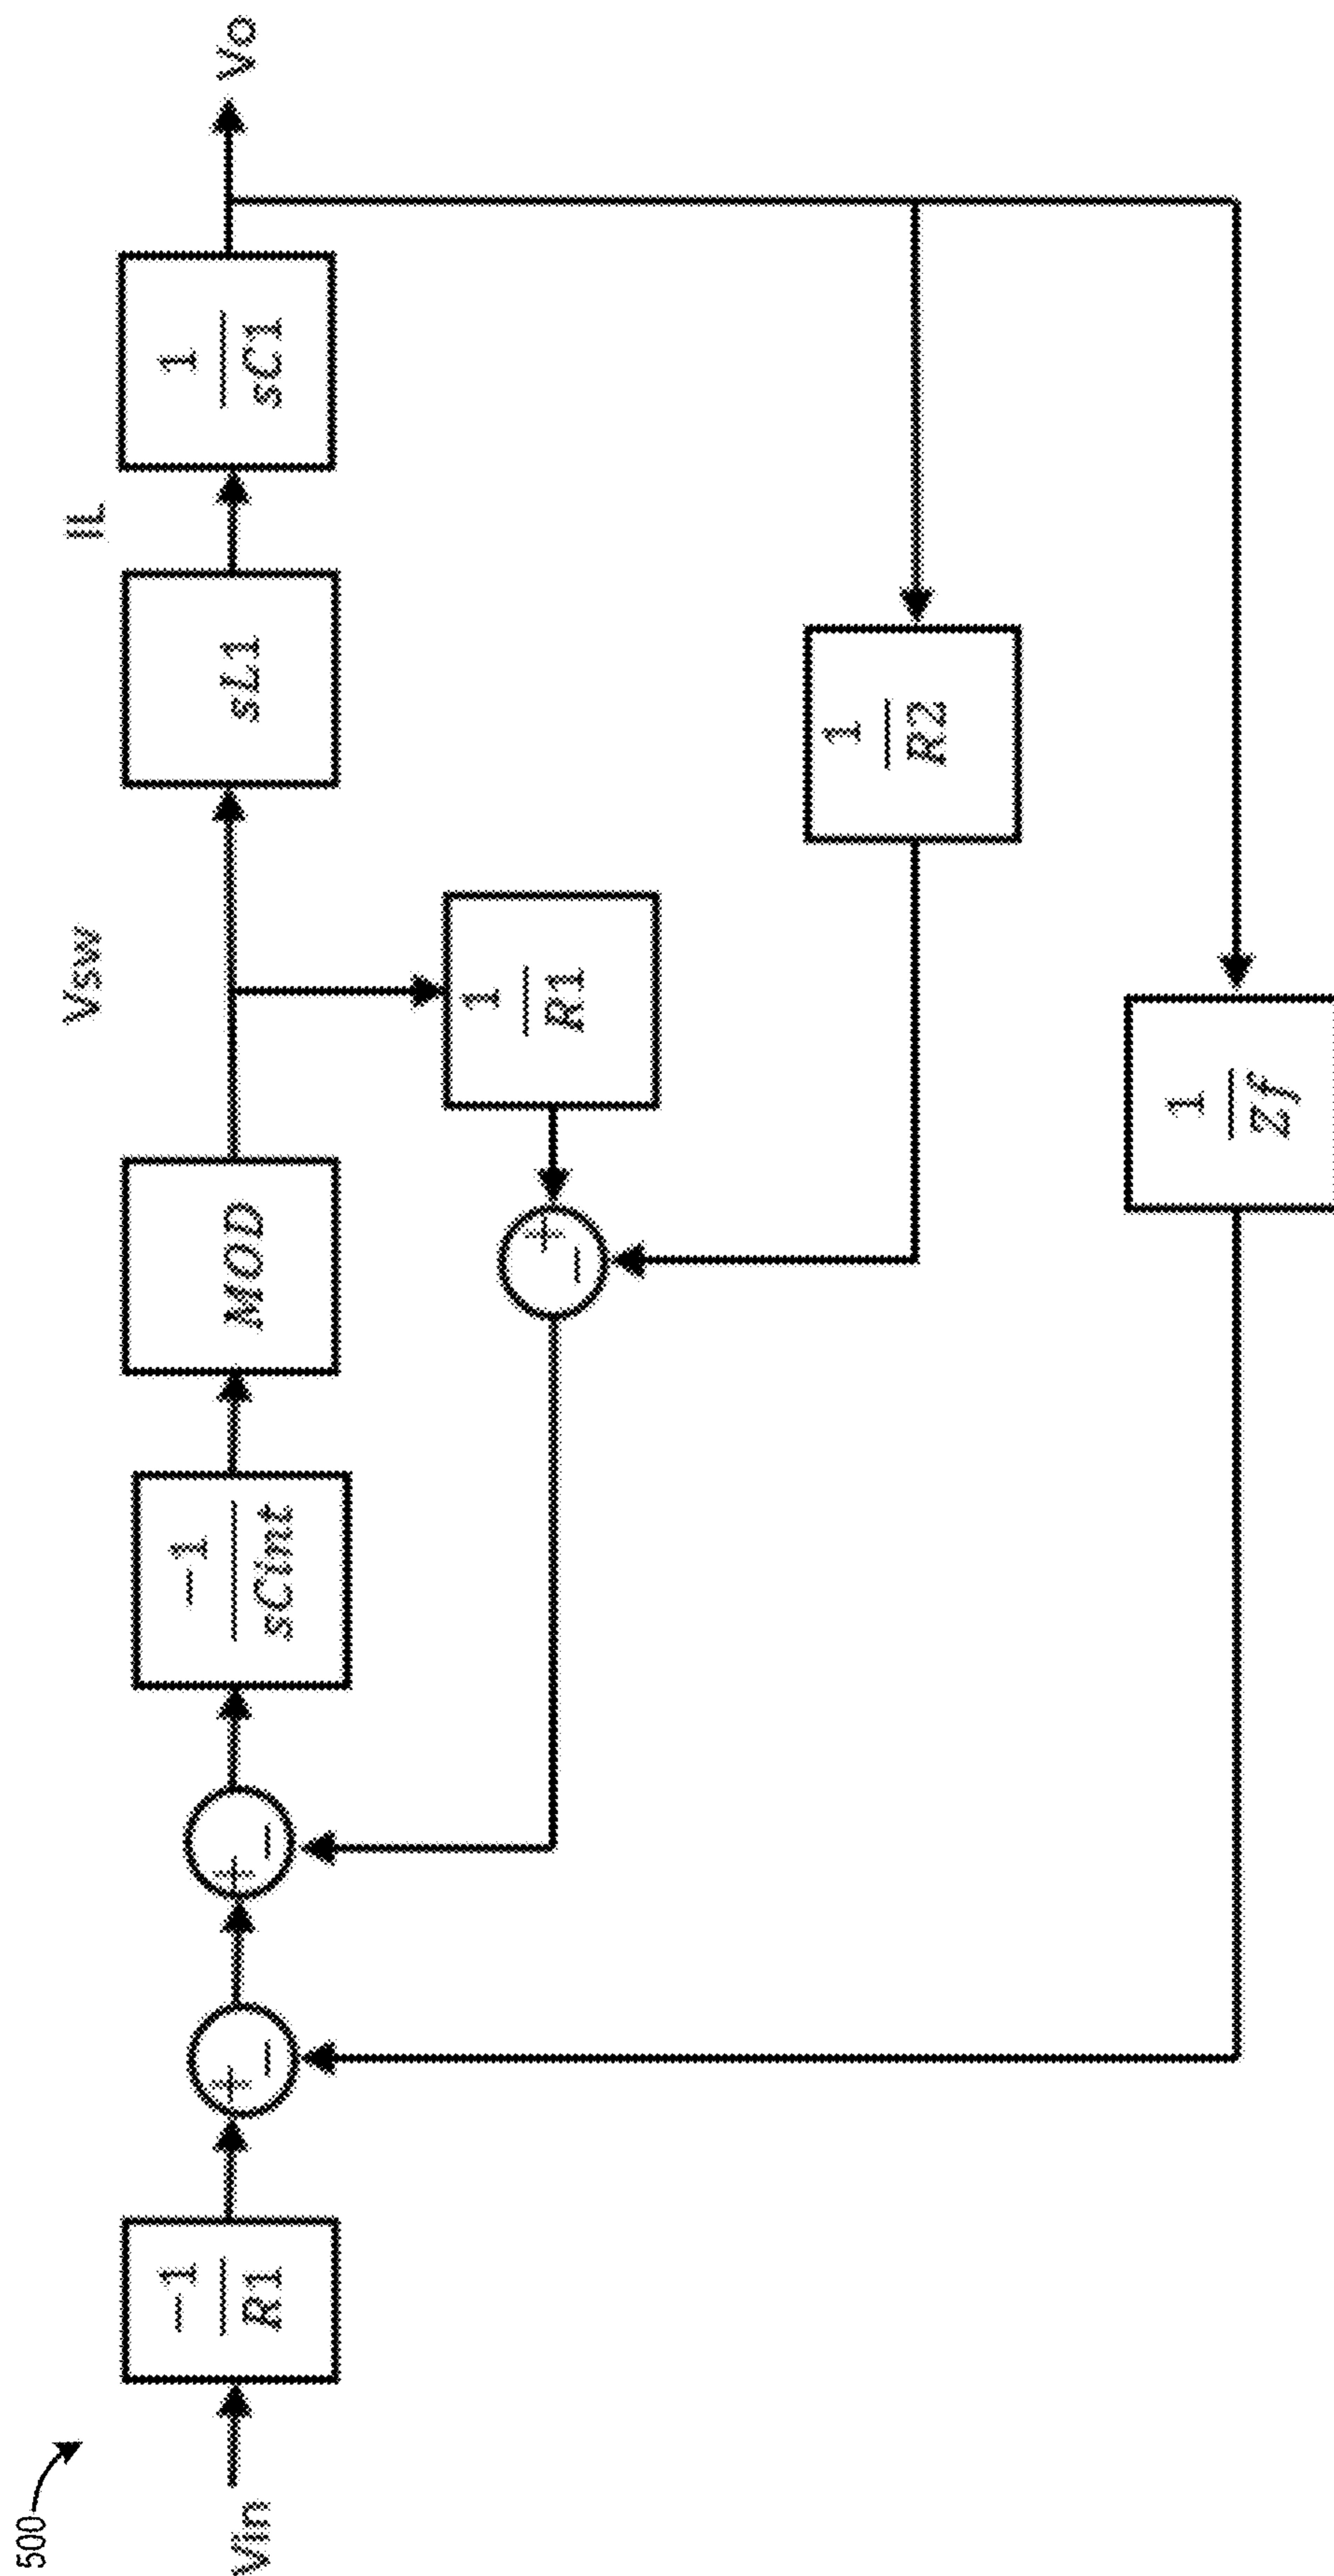 500
Vin
−1
R1
+
−
+
−
−1
sCint
MOD
Vsw
sL1
IL
1
sC1
Vo
1
R1
+
−
1
R2
1
Zf